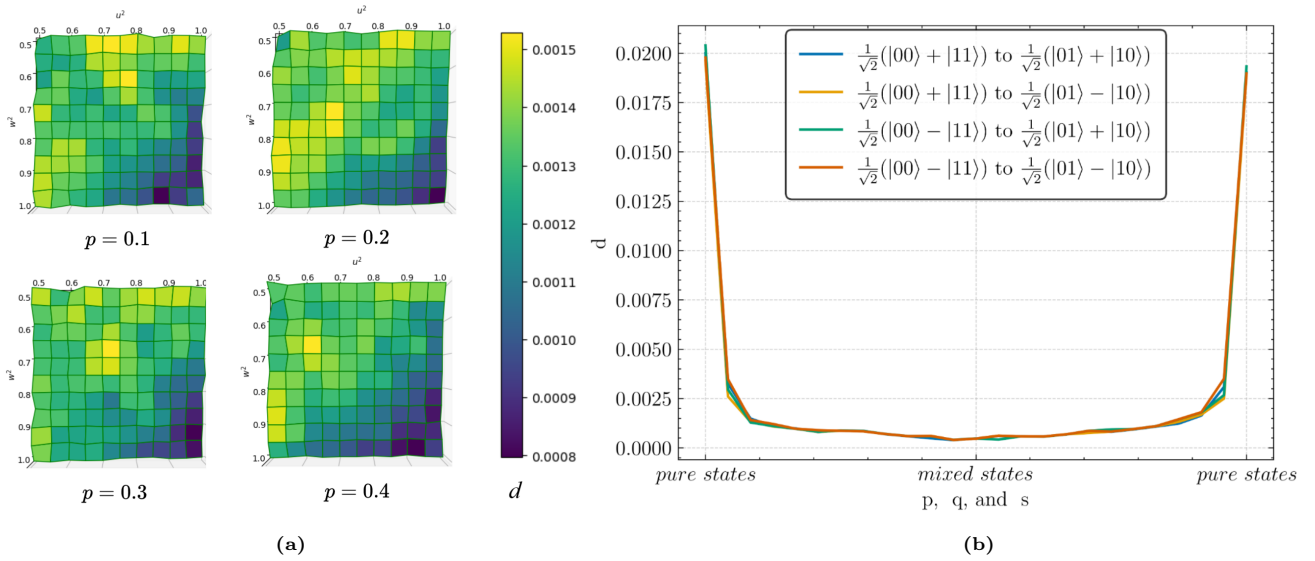 u²
0.5 0.6 0.7 0.8 0.9 1.0
0.5
0.6
0.7
w²
0.8
0.9
1.0
p = 0.1
u²
0.5 0.6 0.7 0.8 0.9 1.0
0.5
0.6
0.7
w²
0.8
0.9
1.0
p = 0.2
0.5 0.6 0.7 0.8 0.9 1.0
0.5
0.6
0.7
w²
0.8
0.9
1.0
p = 0.3
u²
0.5 0.6 0.7 0.8 0.9 1.0
0.5
0.6
0.7
w²
0.8
0.9
1.0
p = 0.4
0.0015
0.0014
0.0013
0.0012
0.0011
0.0010
0.0009
0.0008
d
(a)
0.0200
0.0175
0.0150
0.0125
0.0100
0.0075
0.0050
0.0025
0.0000
d
1/√2(|00⟩ + |11⟩) to 1/√2(|01⟩ + |10⟩)
1/√2(|00⟩ + |11⟩) to 1/√2(|01⟩ − |10⟩)
1/√2(|00⟩ − |11⟩) to 1/√2(|01⟩ + |10⟩)
1/√2(|00⟩ − |11⟩) to 1/√2(|01⟩ − |10⟩)
pure states mixed states pure states
p, q, and s
(b)